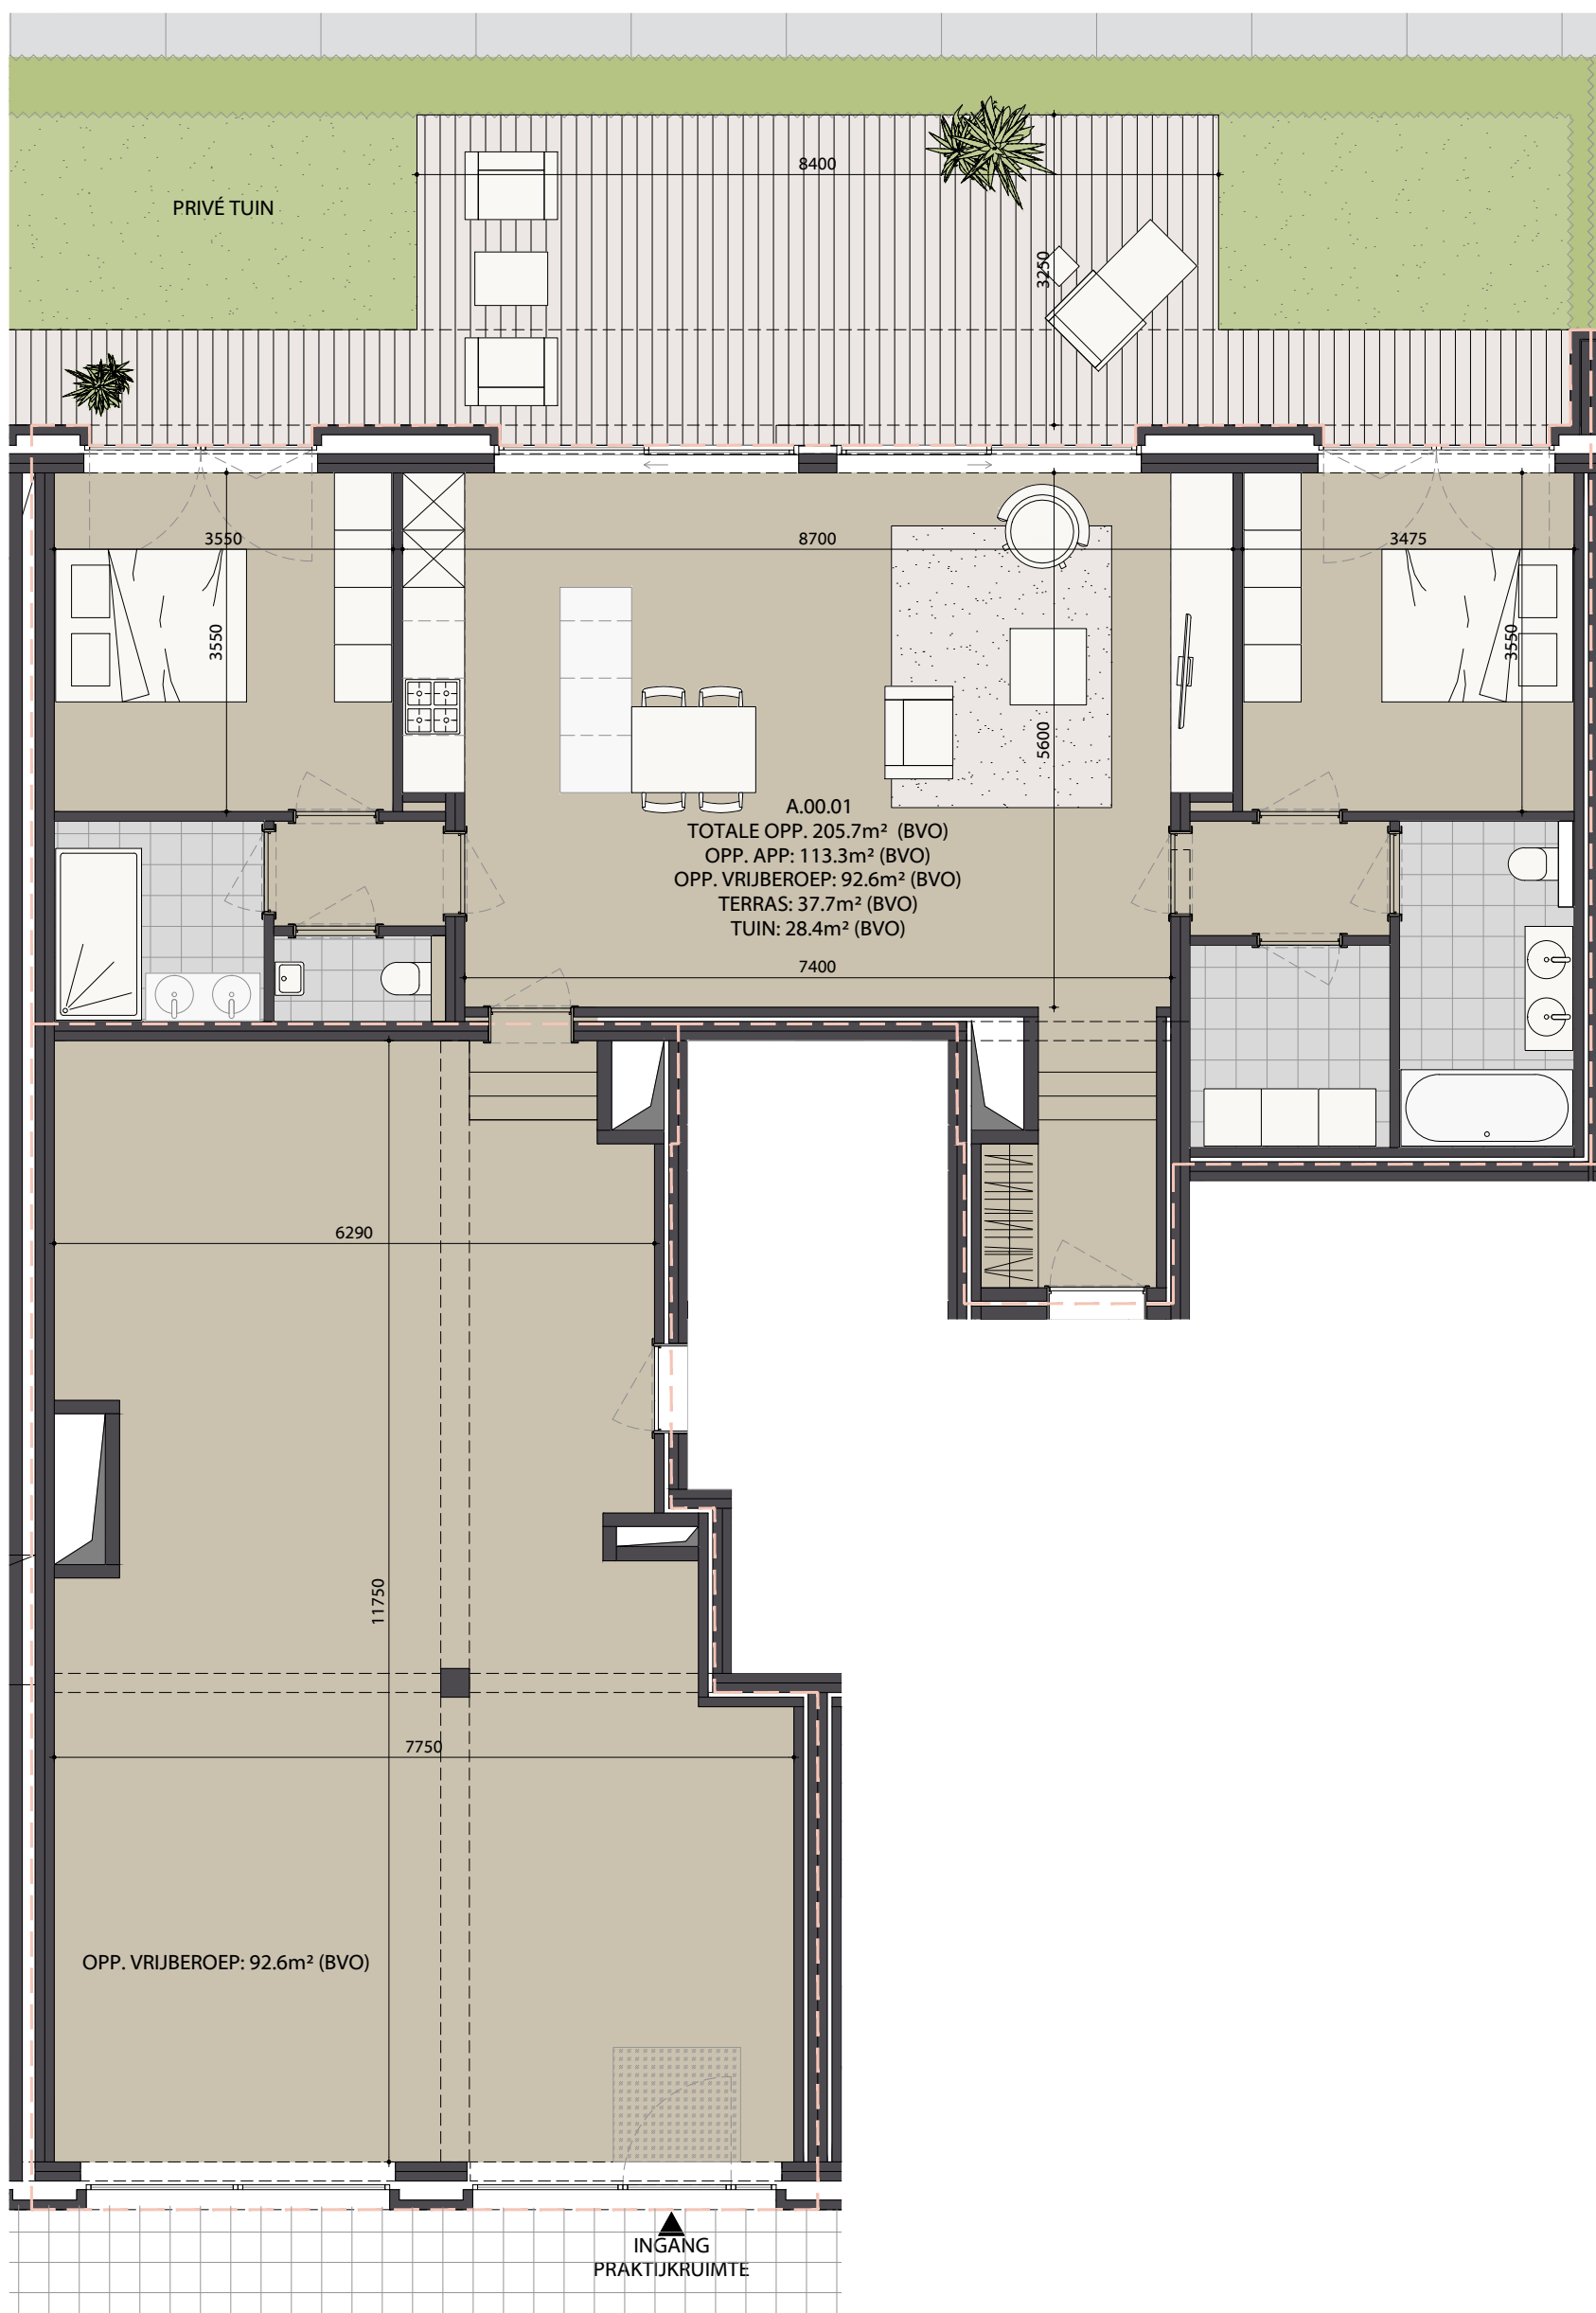 8400
PRIVÉ TUIN
3250
3550
8700
3475
3550
3550
5600
A.00.01
TOTALE OPP. 205.7m² (BVO)
OPP. APP: 113.3m² (BVO)
OPP. VRIJBEROEP: 92.6m² (BVO)
TERRAS: 37.7m² (BVO)
TUIN: 28.4m² (BVO)
7400
6290
11750
7750
OPP. VRIJBEROEP: 92.6m² (BVO)
INGANG
PRAKTIJKRUIMTE